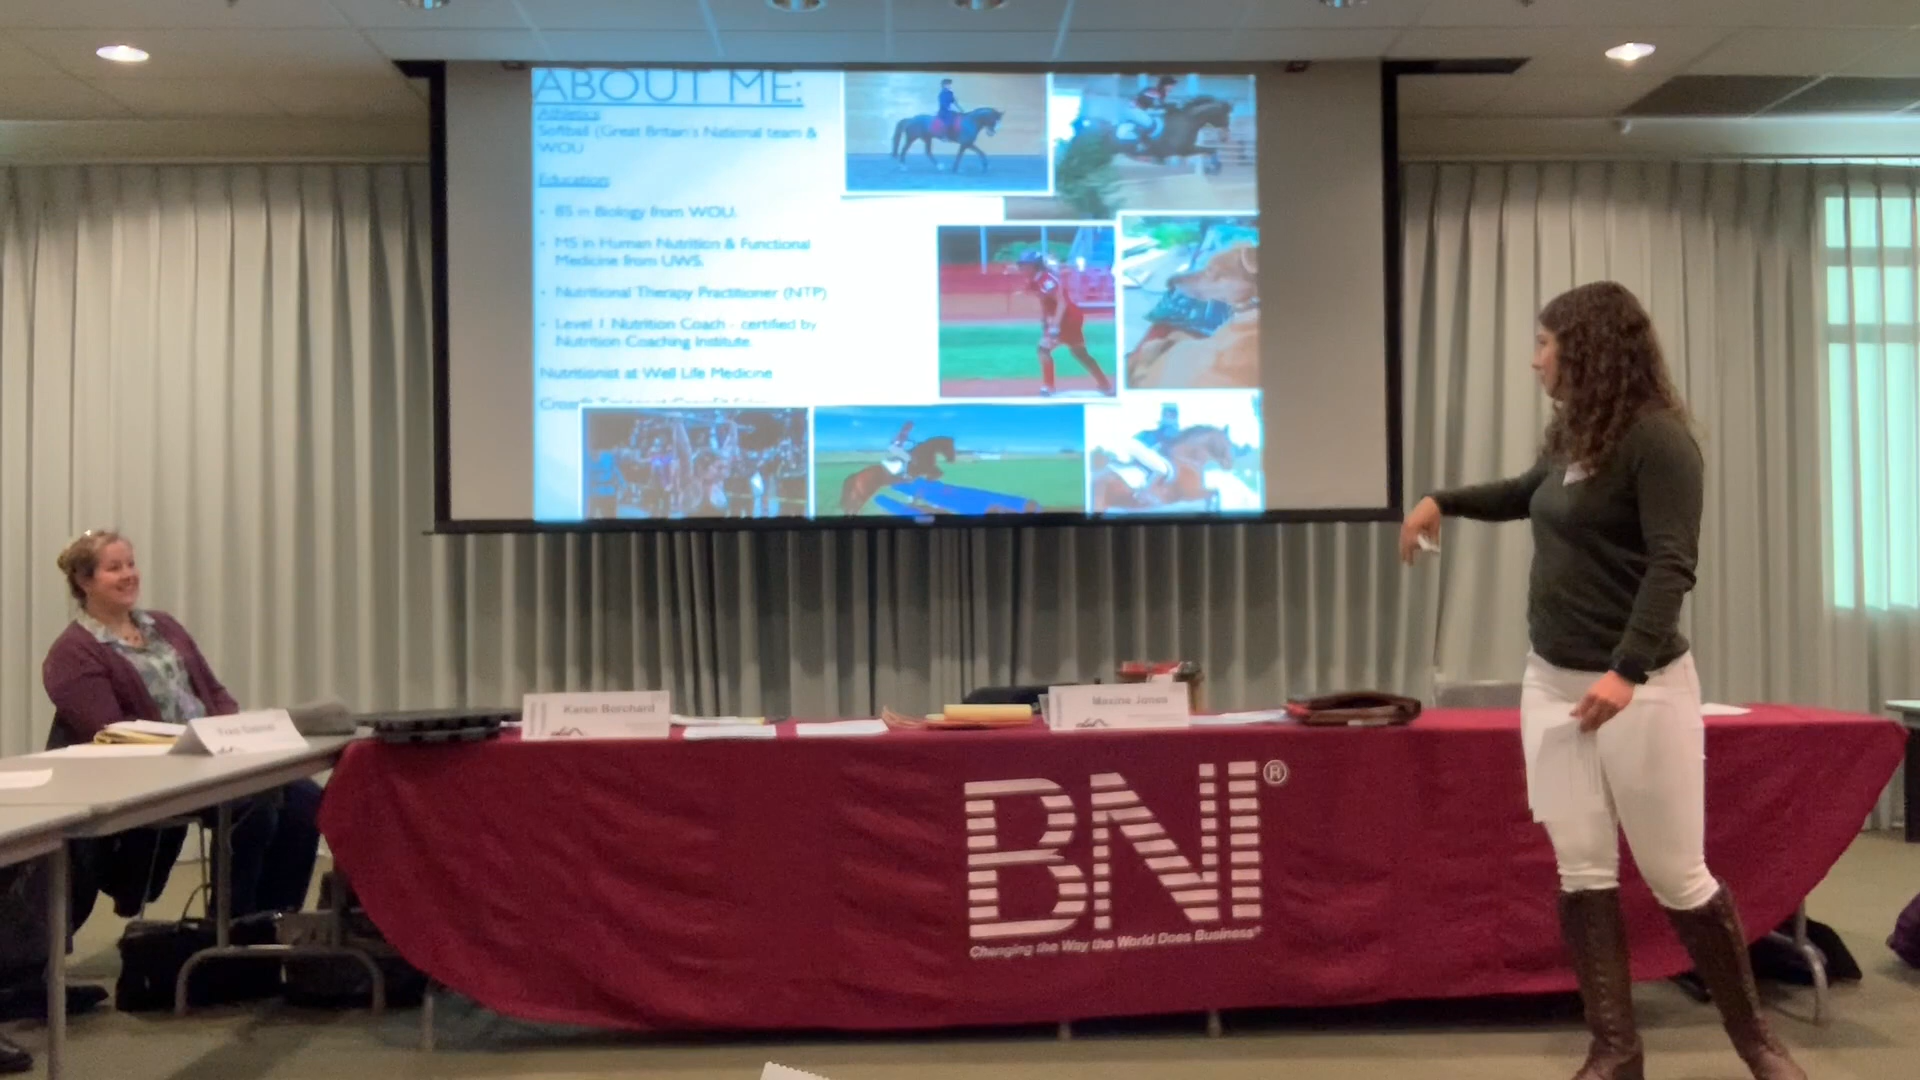 ABOUT ME:
Athletics
Softball (Great Britain's National team &
WOU
Education:
• BS in Biology from WOU.
• MS in Human Nutrition & Functional
Medicine from UWS.
• Nutritional Therapy Practitioner (NTP)
• Level 1 Nutrition Coach - certified by
Nutrition Coaching Institute
Nutritionist at Well Life Medicine
Karen Borchard
Maxine Jones
BNI®
Changing the Way the World Does Business®